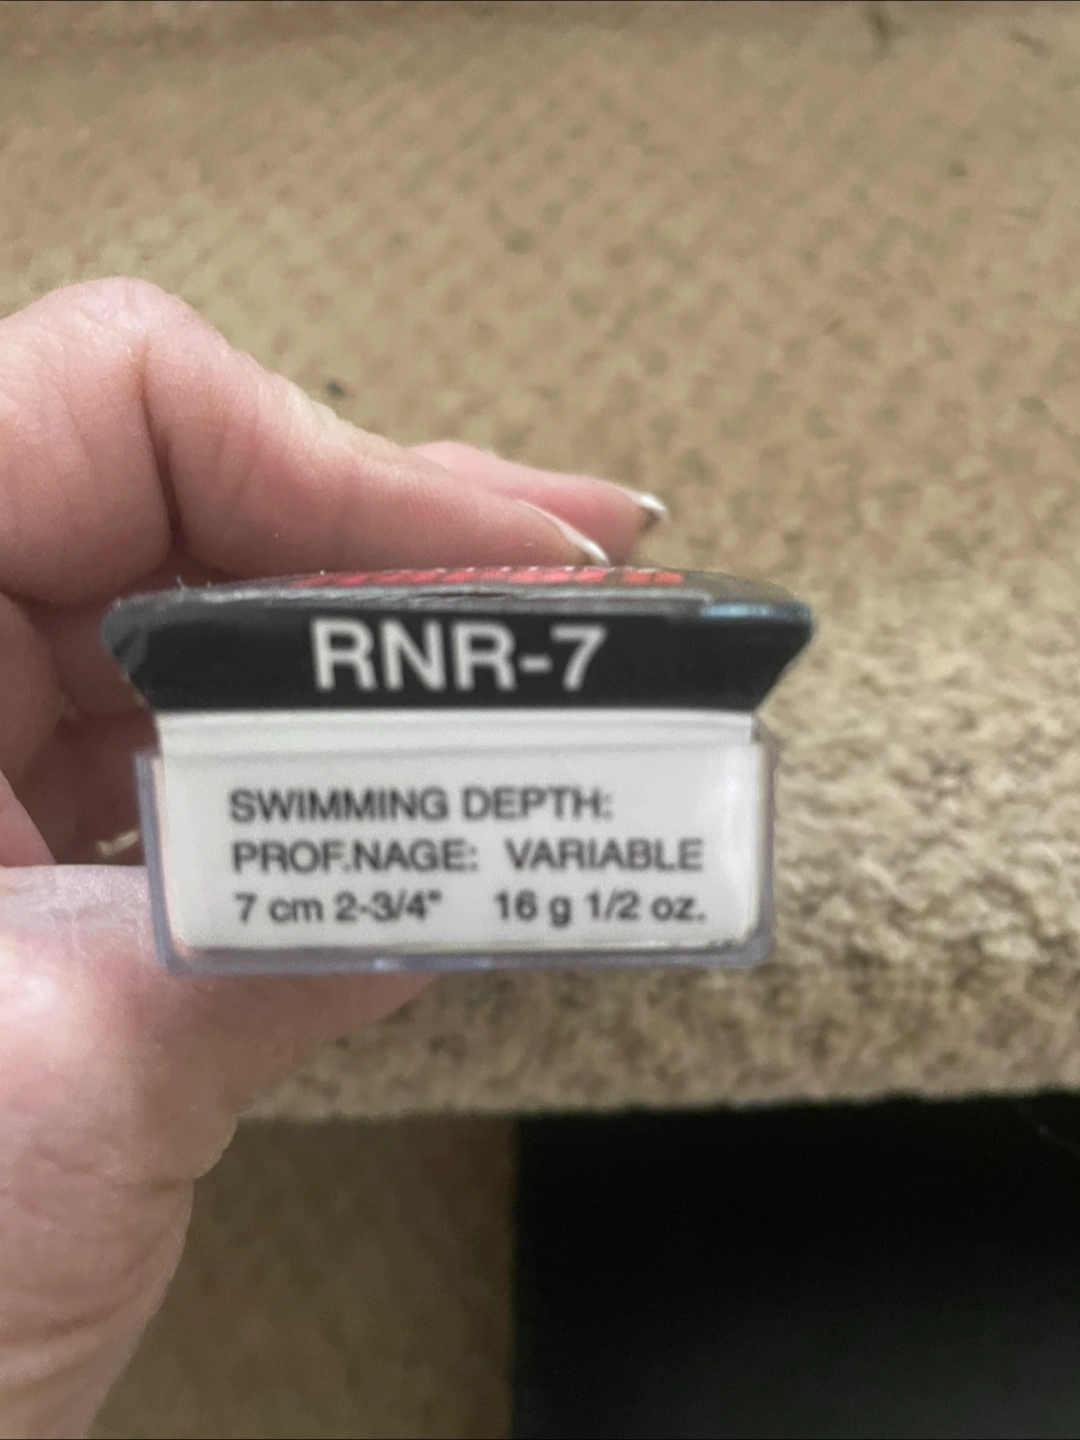 RNR-7
SWIMMING DEPTH:
PROF.NAGE: VARIABLE
7 cm 2-3/4" 16 g 1/2 oz.